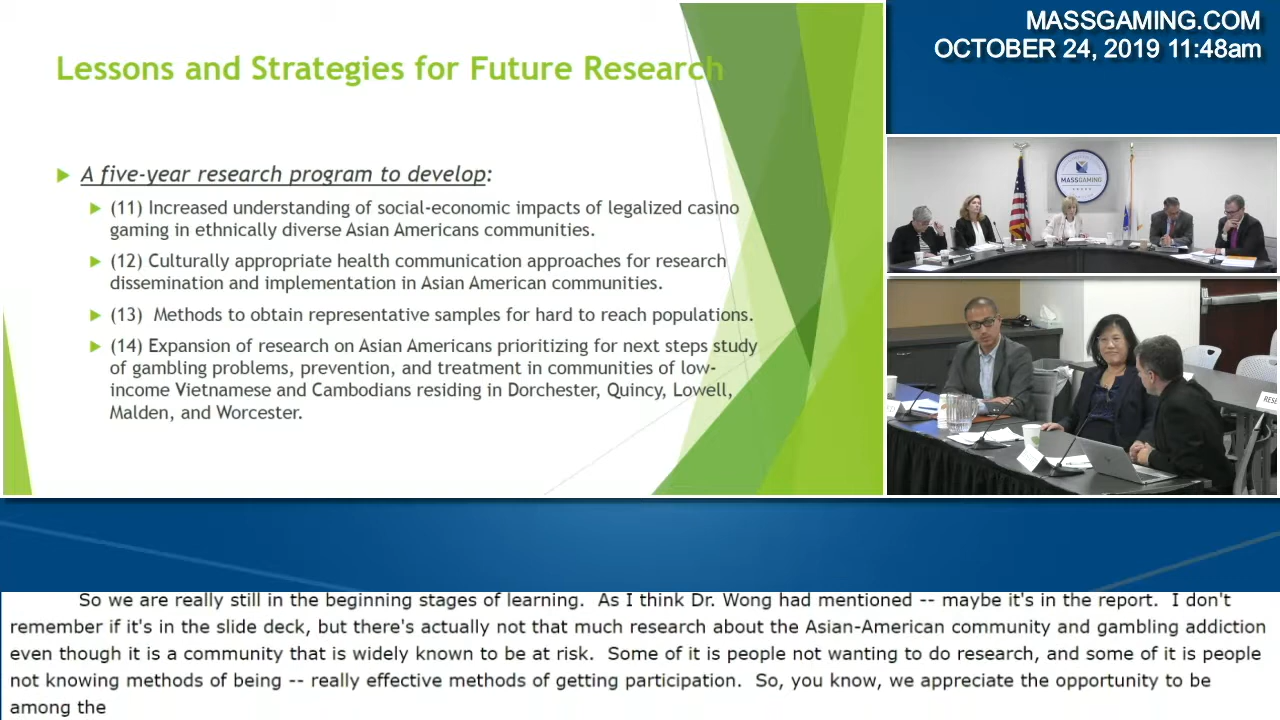 Lessons and Strategies for Future Research
A five-year research program to develop:
(11) Increased understanding of social-economic impacts of legalized casino
gaming in ethnically diverse Asian Americans communities.
(12) Culturally appropriate health communication approaches for research
dissemination and implementation in Asian American communities.
(13) Methods to obtain representative samples for hard to reach populations.
(14) Expansion of research on Asian Americans prioritizing for next steps study
of gambling problems, prevention, and treatment in communities of low-
income Vietnamese and Cambodians residing in Dorchester, Quincy, Lowell,
Malden, and Worcester.
MASSGAMING.COM
OCTOBER 24, 2019 11:48am
MASSGAMING
RESE
So we are really still in the beginning stages of learning. As I think Dr. Wong had mentioned -- maybe it's in the report. I don't
remember if it's in the slide deck, but there's actually not that much research about the Asian-American community and gambling addiction
even though it is a community that is widely known to be at risk. Some of it is people not wanting to do research, and some of it is people
not knowing methods of being -- really effective methods of getting participation. So, you know, we appreciate the opportunity to be
among the